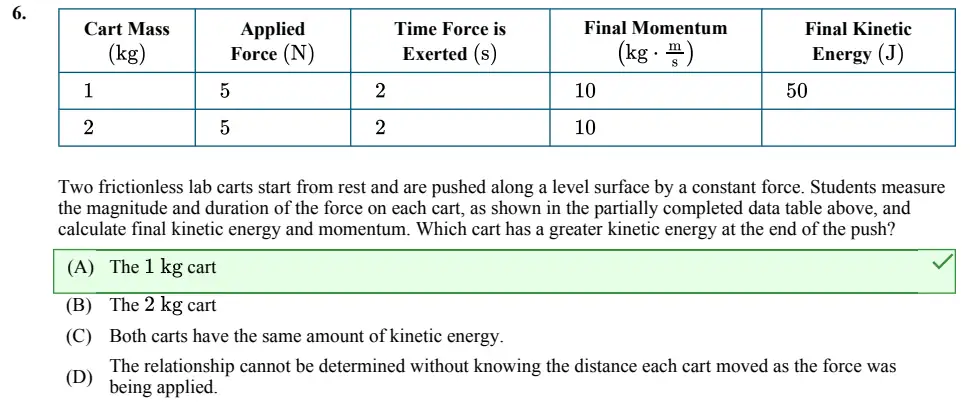 6.
Cart Mass (kg) | Applied Force (N) | Time Force is Exerted (s) | Final Momentum (kg · m/s) | Final Kinetic Energy (J)
1 | 5 | 2 | 10 | 50
2 | 5 | 2 | 10 |
Two frictionless lab carts start from rest and are pushed along a level surface by a constant force. Students measure
the magnitude and duration of the force on each cart, as shown in the partially completed data table above, and
calculate final kinetic energy and momentum. Which cart has a greater kinetic energy at the end of the push?
(A) The 1 kg cart
(B) The 2 kg cart
(C) Both carts have the same amount of kinetic energy.
(D) The relationship cannot be determined without knowing the distance each cart moved as the force was
being applied.